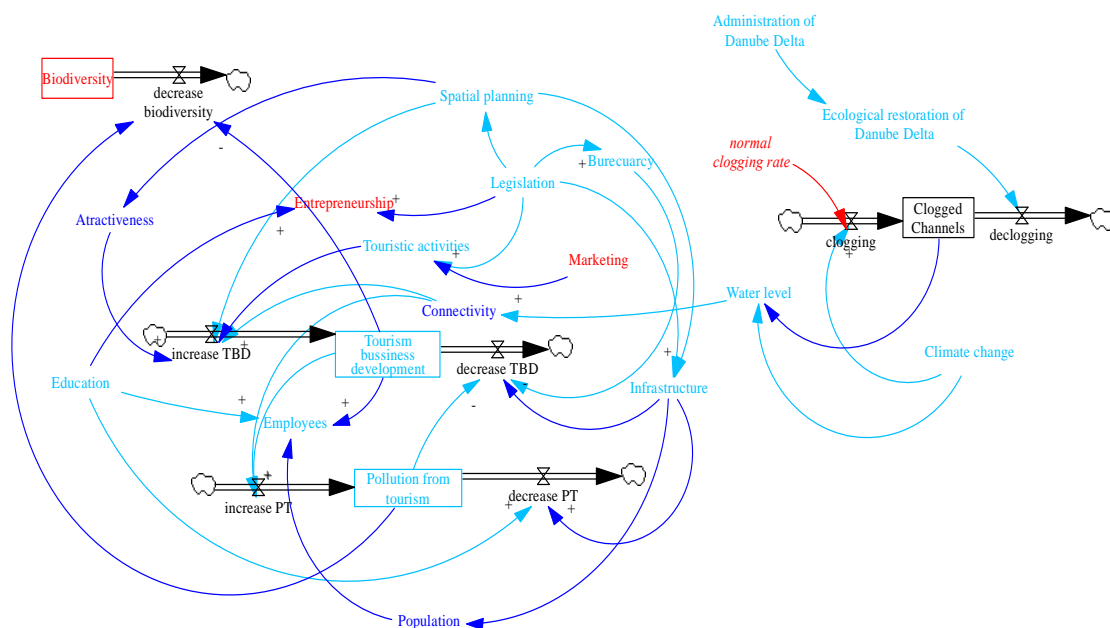 Administration of
Danube Delta
Biodiversity
decrease
biodiversity
-
Spatial planning
Ecological restoration of
Danube Delta
normal
clogging rate
+
Burecuarcy
Legislation
Atractiveness
Entrepreneurship
+
+
Clogged
Channels
clogging
+
declogging
Touristic activities
+
Marketing
+
Water level
Connectivity
+
increase TBD
+
Tourism
bussiness
development
decrease TBD
-
+
Infrastructure
Climate change
Education
+
Employees
+
-
+
increase PT
Pollution from
tourism
decrease PT
+
+
Population